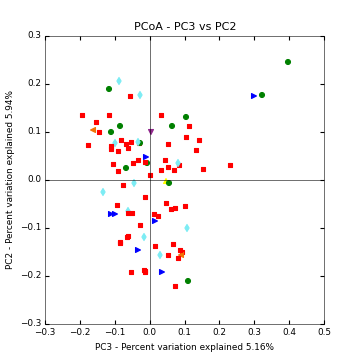 PCoA - PC3 vs PC2
0.3
0.2
0.1
0.0
−0.1
−0.2
−0.3
PC2 - Percent variation explained 5.94%
−0.3 −0.2 −0.1 0.0 0.1 0.2 0.3 0.4 0.5
PC3 - Percent variation explained 5.16%